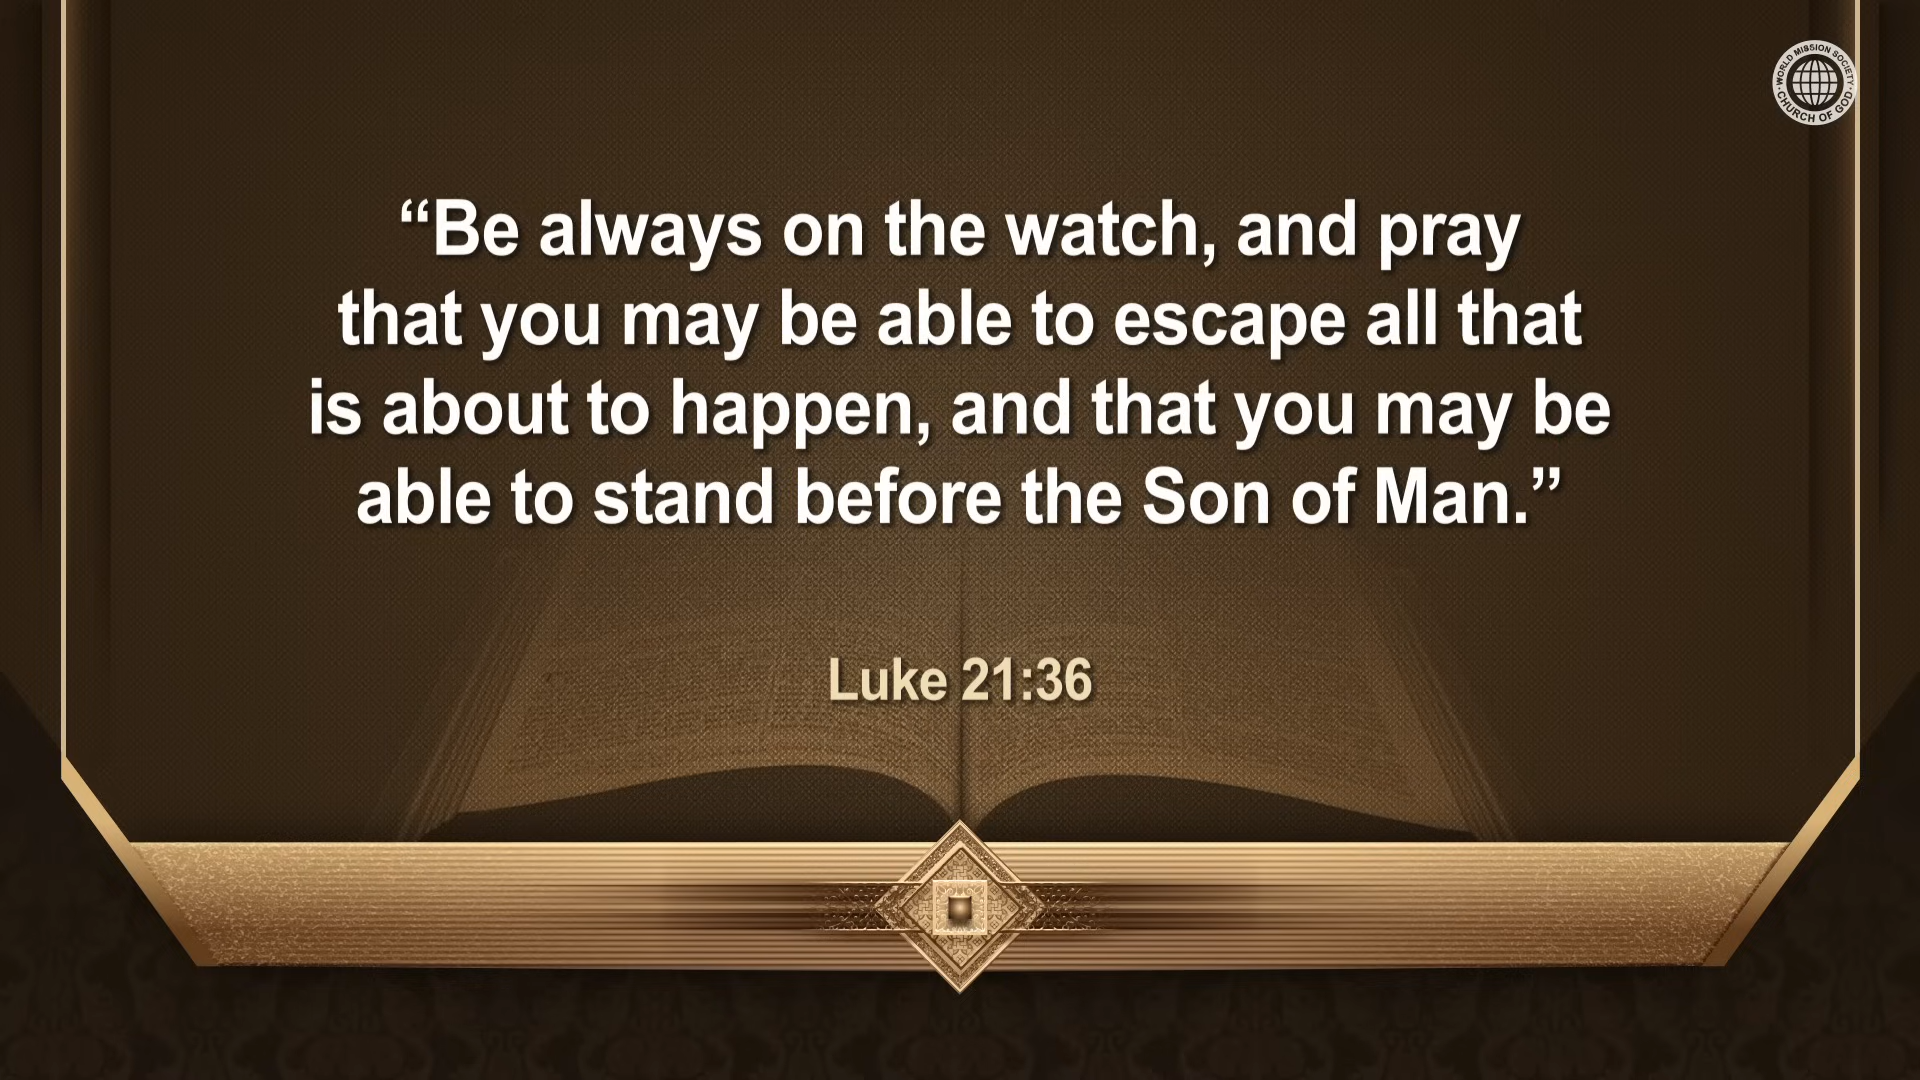 WORLD MISSION SOCIETY
CHURCH OF GOD
“Be always on the watch, and pray
that you may be able to escape all that
is about to happen, and that you may be
able to stand before the Son of Man.”
Luke 21:36